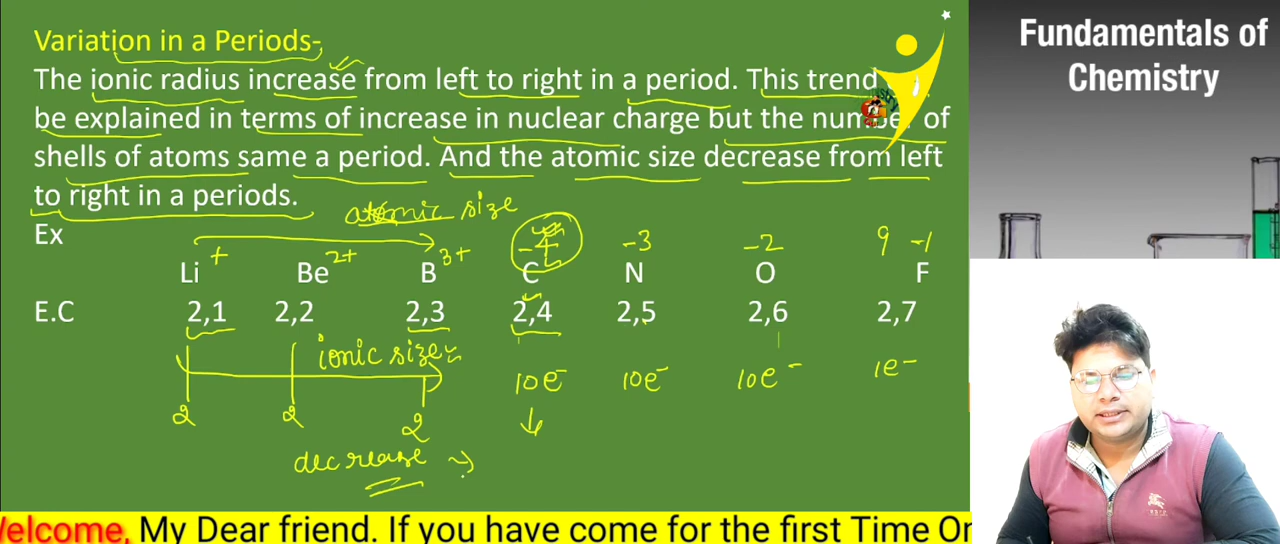 Variation in a Periods-,
The ionic radius increase from left to right in a period. This trend
be explained in terms of increase in nuclear charge but the number of
shells of atoms same a period. And the atomic size decrease from left
to right in a periods.
atomic size
Ex
+ 2+ 3+ -4 -3 -2 9 -1
Li Be B C N O F
E.C 2,1 2,2 2,3 2,4 2,5 2,6 2,7
ionic size
10e- 10e- 10e- 1e-
2 2 2
decrease
Fundamentals of
Chemistry
Welcome, My Dear friend. If you have come for the first Time On